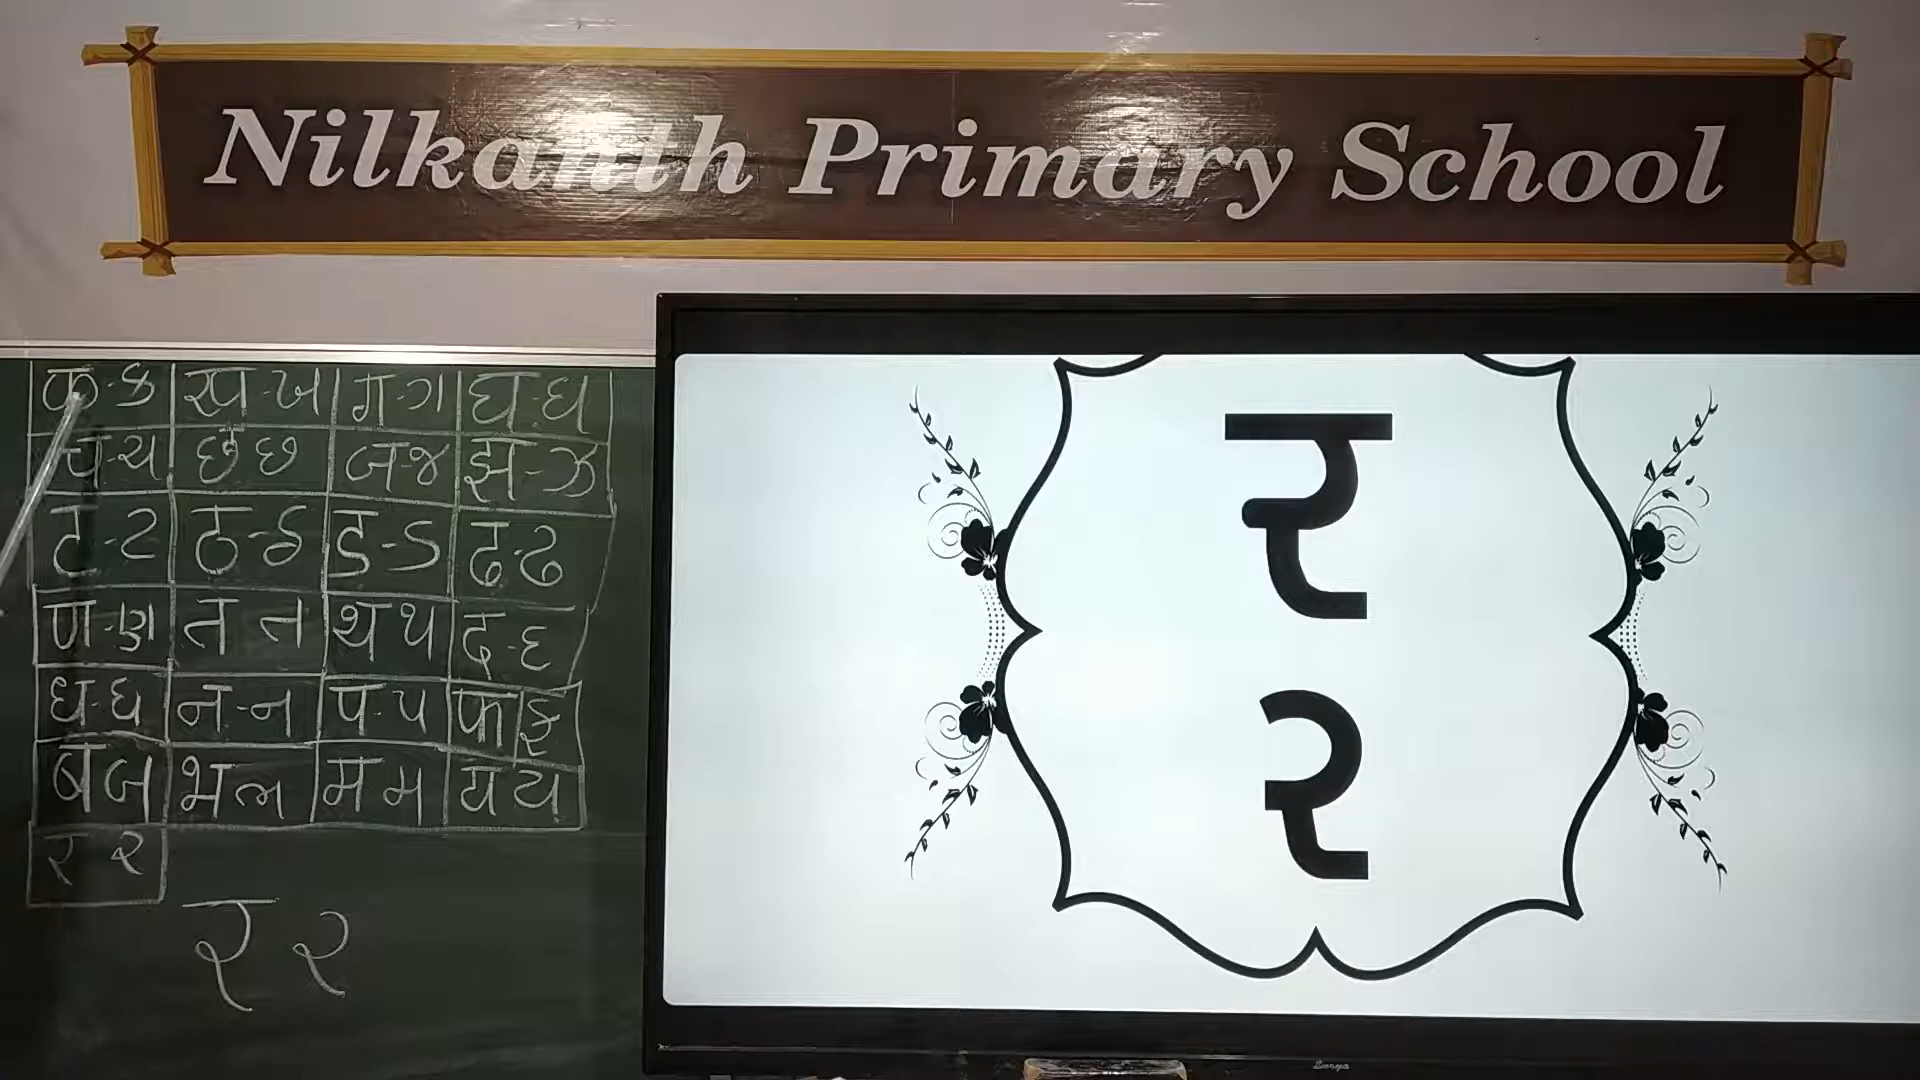 Nilkanth Primary School
क-ક ख-ખ ग-ગ घ-ઘ
च-ચ छ છ ज-જ झ-ઝ
ट-ટ ठ-ઠ ड-ડ ढ-ઢ
ण-ણ त ત थ થ द-દ
ध-ધ न-ન प-પ फ ફ
ब બ भ ભ म મ य ય
र ર
र ર
र
ર